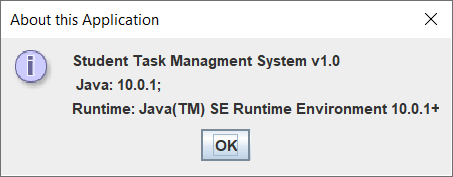 About this Application
Student Task Managment System v1.0
Java: 10.0.1;
Runtime: Java(TM) SE Runtime Environment 10.0.1+
OK